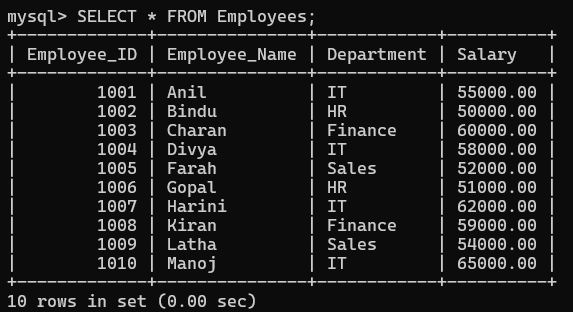 mysql> SELECT * FROM Employees;
+-------------+---------------+------------+----------+
| Employee_ID | Employee_Name | Department | Salary   |
+-------------+---------------+------------+----------+
|        1001 | Anil          | IT         | 55000.00 |
|        1002 | Bindu         | HR         | 50000.00 |
|        1003 | Charan        | Finance    | 60000.00 |
|        1004 | Divya         | IT         | 58000.00 |
|        1005 | Farah         | Sales      | 52000.00 |
|        1006 | Gopal         | HR         | 51000.00 |
|        1007 | Harini        | IT         | 62000.00 |
|        1008 | Kiran         | Finance    | 59000.00 |
|        1009 | Latha         | Sales      | 54000.00 |
|        1010 | Manoj         | IT         | 65000.00 |
+-------------+---------------+------------+----------+
10 rows in set (0.00 sec)